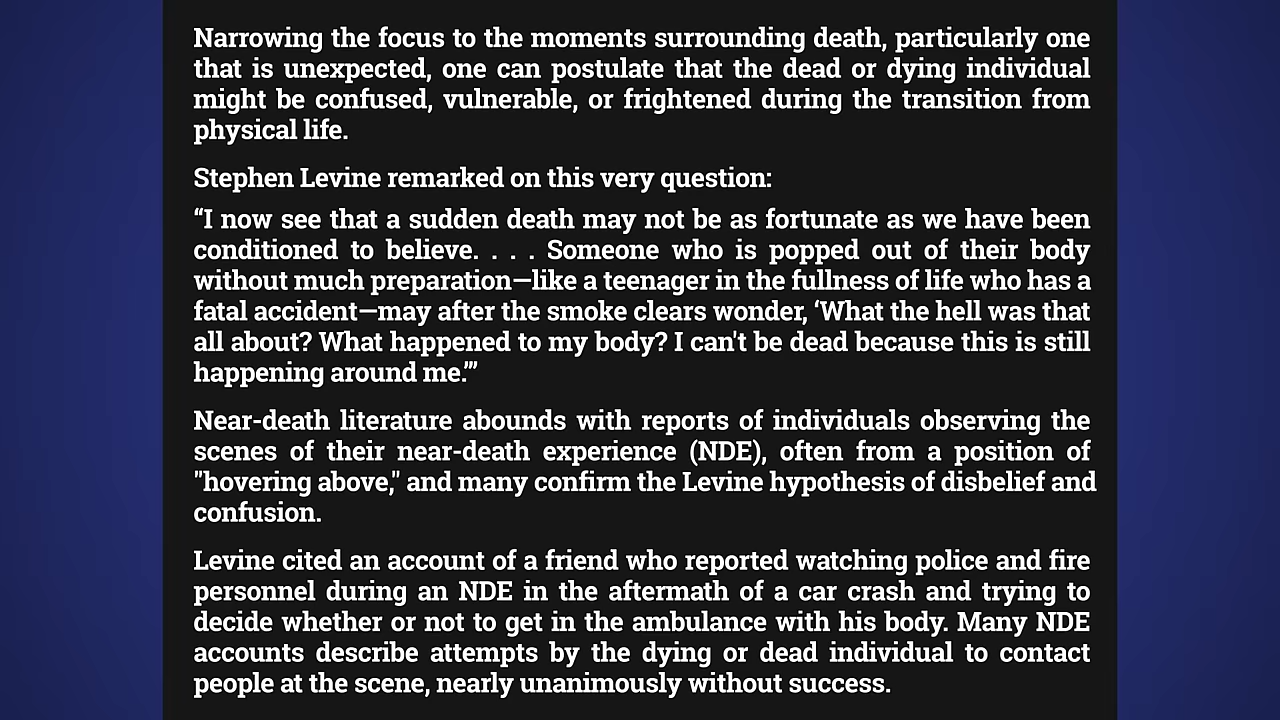 Narrowing the focus to the moments surrounding death, particularly one
that is unexpected, one can postulate that the dead or dying individual
might be confused, vulnerable, or frightened during the transition from
physical life.
Stephen Levine remarked on this very question:
“I now see that a sudden death may not be as fortunate as we have been
conditioned to believe. . . . Someone who is popped out of their body
without much preparation—like a teenager in the fullness of life who has a
fatal accident—may after the smoke clears wonder, ‘What the hell was that
all about? What happened to my body? I can't be dead because this is still
happening around me.’”
Near-death literature abounds with reports of individuals observing the
scenes of their near-death experience (NDE), often from a position of
"hovering above," and many confirm the Levine hypothesis of disbelief and
confusion.
Levine cited an account of a friend who reported watching police and fire
personnel during an NDE in the aftermath of a car crash and trying to
decide whether or not to get in the ambulance with his body. Many NDE
accounts describe attempts by the dying or dead individual to contact
people at the scene, nearly unanimously without success.